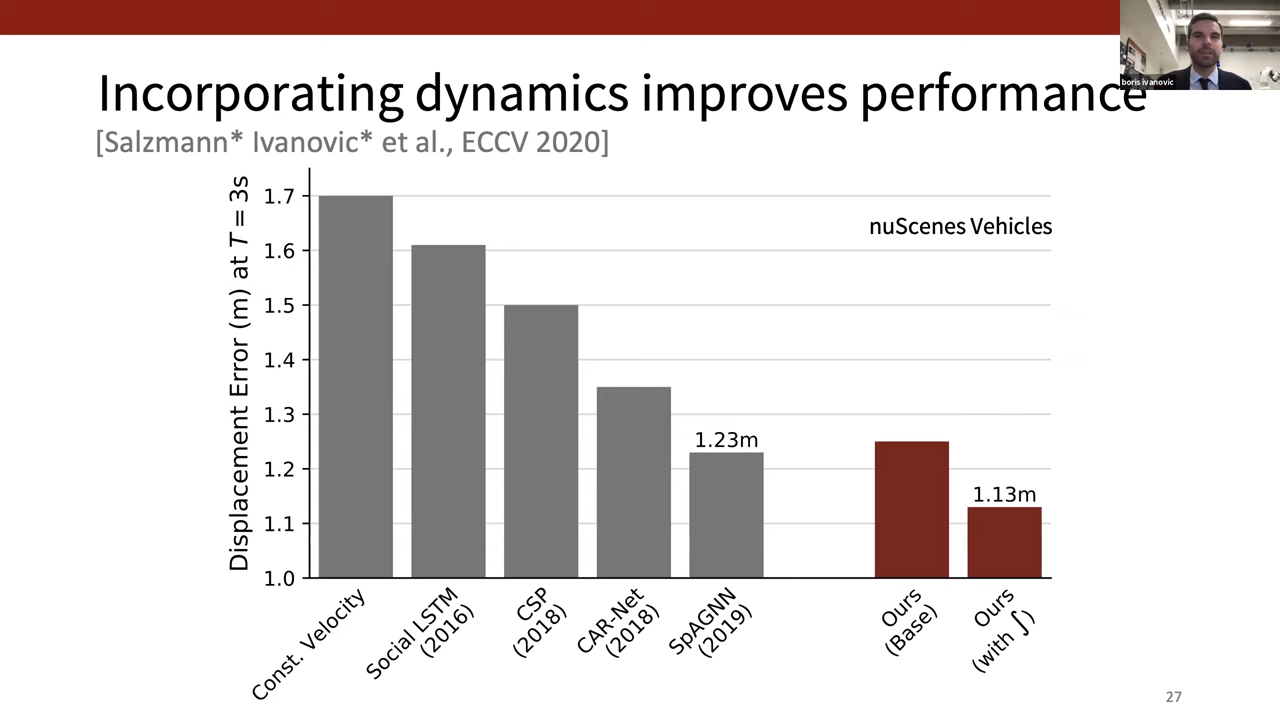 boris ivanovic
Incorporating dynamics improves performance
[Salzmann* Ivanovic* et al., ECCV 2020]
Displacement Error (m) at T = 3s
1.7
1.6
1.5
1.4
1.3
1.2
1.1
1.0
nuScenes Vehicles
1.23m
1.13m
Const. Velocity
Social LSTM
(2016)
CSP
(2018)
CAR-Net
(2018)
SpAGNN
(2019)
Ours
(Base)
Ours
(with ∫)
27